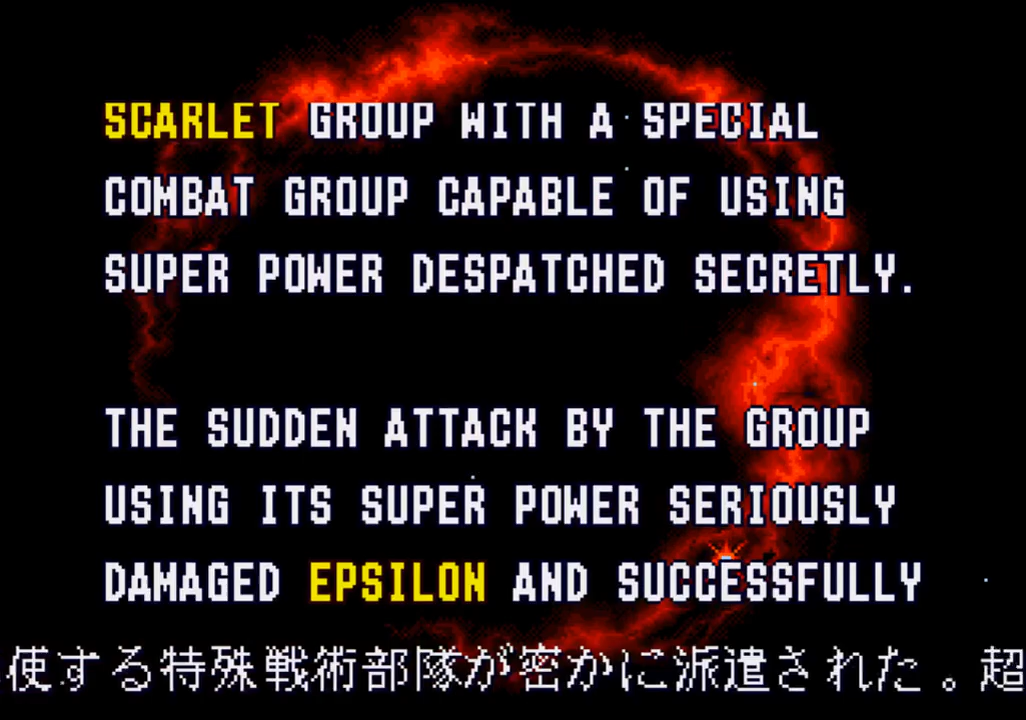 SCARLET GROUP WITH A SPECIAL
COMBAT GROUP CAPABLE OF USING
SUPER POWER DESPATCHED SECRETLY.
THE SUDDEN ATTACK BY THE GROUP
USING ITS SUPER POWER SERIOUSLY
DAMAGED EPSILON AND SUCCESSFULLY
使する特殊戦術部隊が密かに派遣された。超